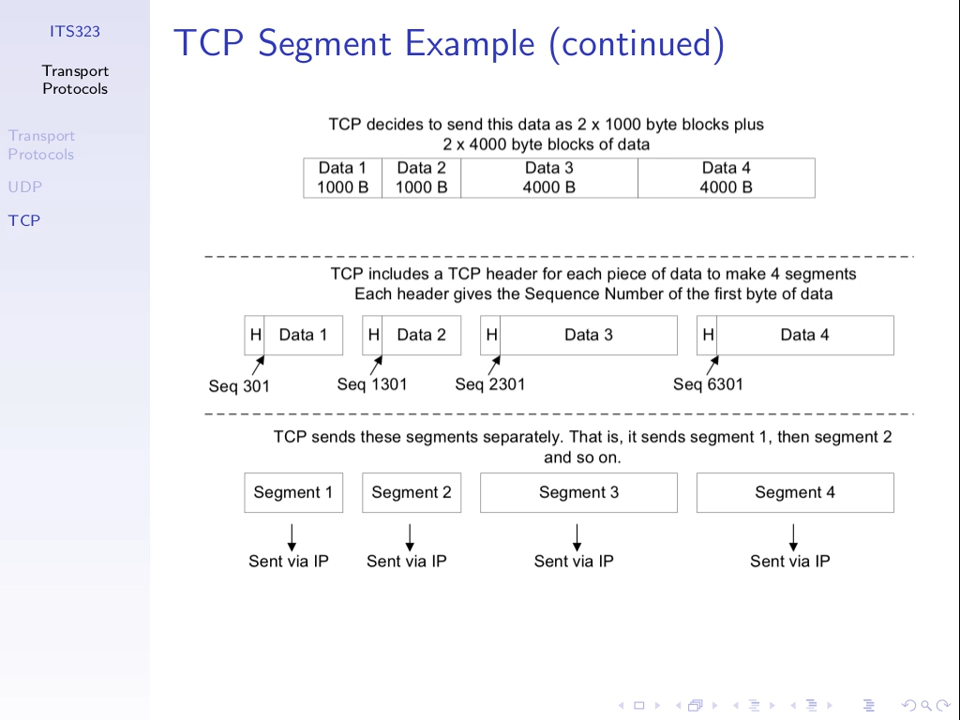 ITS323
Transport
Protocols
Transport
Protocols
UDP
TCP
TCP Segment Example (continued)
TCP decides to send this data as 2 x 1000 byte blocks plus
2 x 4000 byte blocks of data
Data 1 Data 2 Data 3 Data 4
1000 B 1000 B 4000 B 4000 B
TCP includes a TCP header for each piece of data to make 4 segments
Each header gives the Sequence Number of the first byte of data
H Data 1 H Data 2 H Data 3 H Data 4
Seq 301 Seq 1301 Seq 2301 Seq 6301
TCP sends these segments separately. That is, it sends segment 1, then segment 2
and so on.
Segment 1 Segment 2 Segment 3 Segment 4
Sent via IP Sent via IP Sent via IP Sent via IP